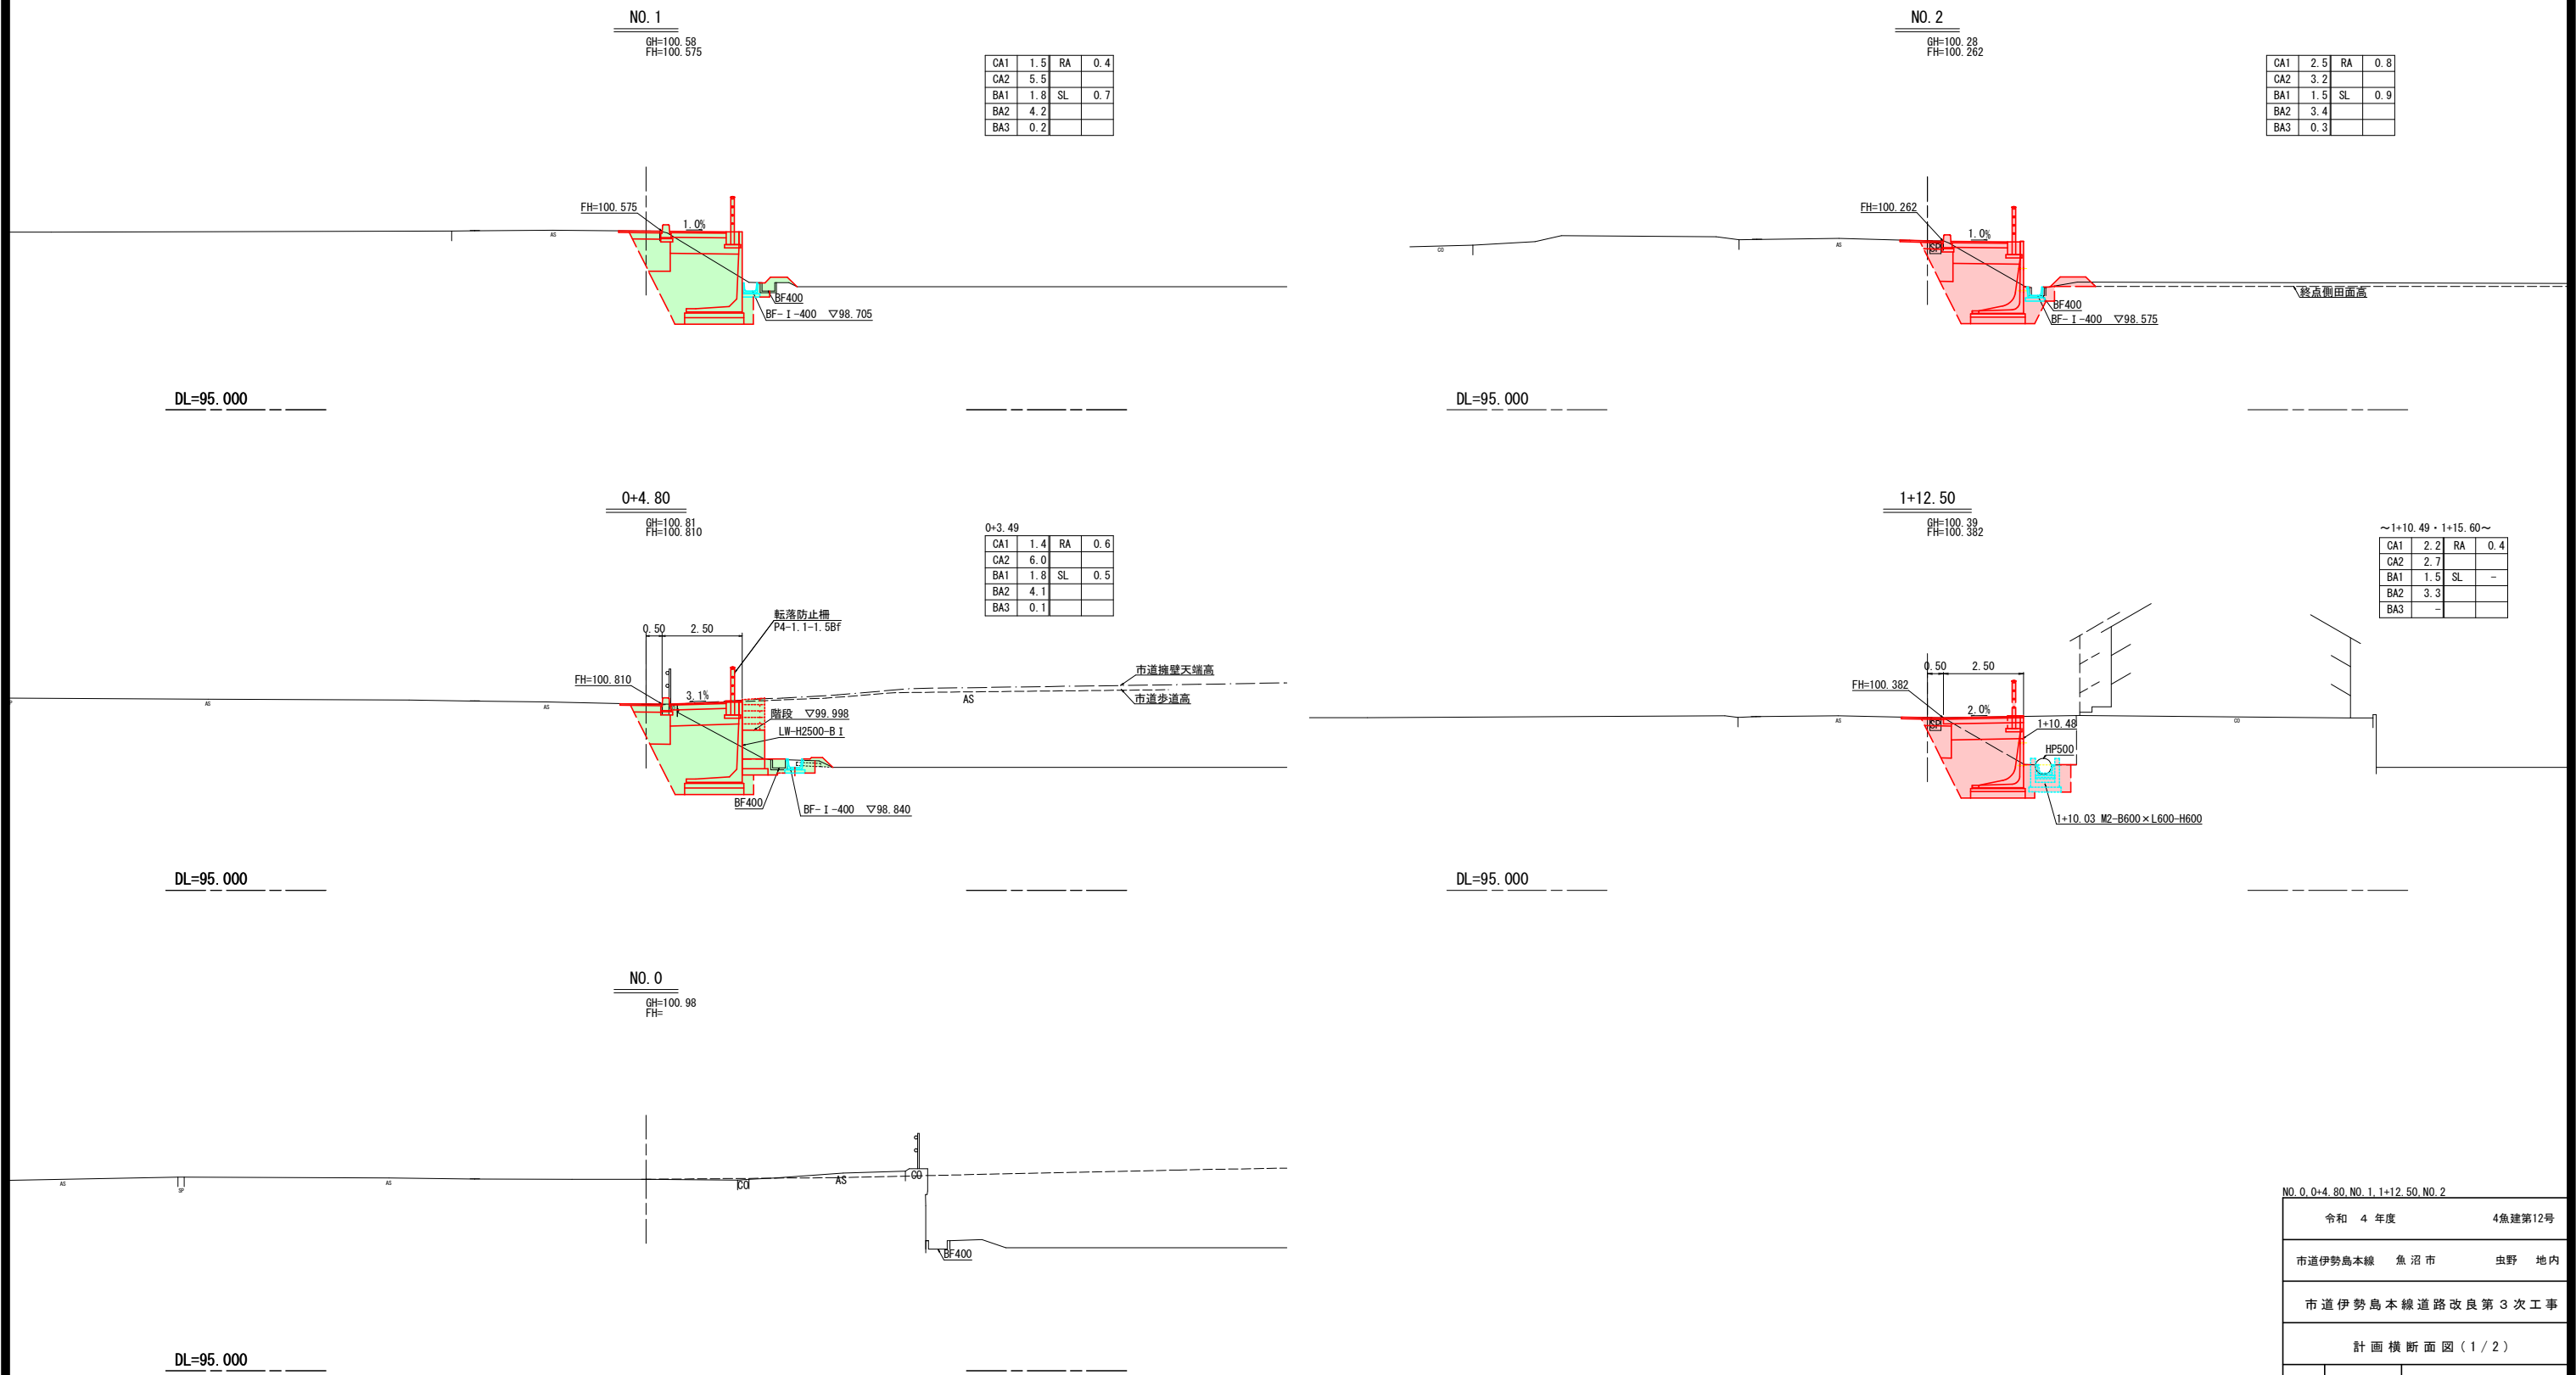 NO.1
GH=100.58
FH=100.575
CA1 1.5 RA 0.4
CA2 5.5
BA1 1.8 SL 0.7
BA2 4.2
BA3 0.2
FH=100.575
1.0%
AS
BF400
BF-Ⅰ-400 ▽98.705
DL=95.000
NO.2
GH=100.28
FH=100.262
CA1 2.5 RA 0.8
CA2 3.2
BA1 1.5 SL 0.9
BA2 3.4
BA3 0.3
FH=100.262
1.0%
CO
AS
SP
終点側田面高
BF400
BF-Ⅰ-400 ▽98.575
DL=95.000
0+4.80
GH=100.81
FH=100.810
0+3.49
CA1 1.4 RA 0.6
CA2 6.0
BA1 1.8 SL 0.5
BA2 4.1
BA3 0.1
転落防止柵
P4-1.1-1.5Bf
0.50 2.50
FH=100.810
3.1%
市道擁壁天端高
市道歩道高
AS
AS
AS
階段 ▽99.998
LW-H2500-BⅠ
BF400
BF-Ⅰ-400 ▽98.840
DL=95.000
1+12.50
GH=100.39
FH=100.382
～1+10.49・1+15.60～
CA1 2.2 RA 0.4
CA2 2.7
BA1 1.5 SL -
BA2 3.3
BA3 -
0.50 2.50
FH=100.382
2.0%
AS
SP
1+10.48
CO
HP500
1+10.03 M2-B600×L600-H600
DL=95.000
NO.0
GH=100.98
FH=
AS
SP
AS
CO
AS
CO
BF400
DL=95.000
NO.0,0+4.80,NO.1,1+12.50,NO.2
令和 4 年度 4魚建第12号
市道伊勢島本線 魚沼市 虫野 地内
市道伊勢島本線道路改良第3次工事
計画横断面図(1/2)